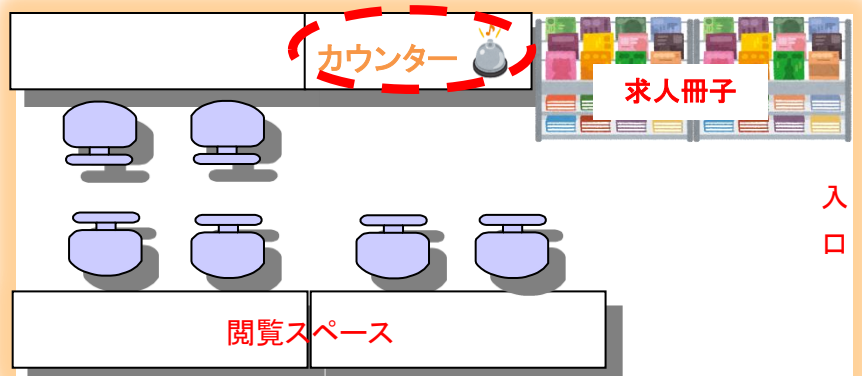 カウンター
求人冊子
入
口
閲覧スペース